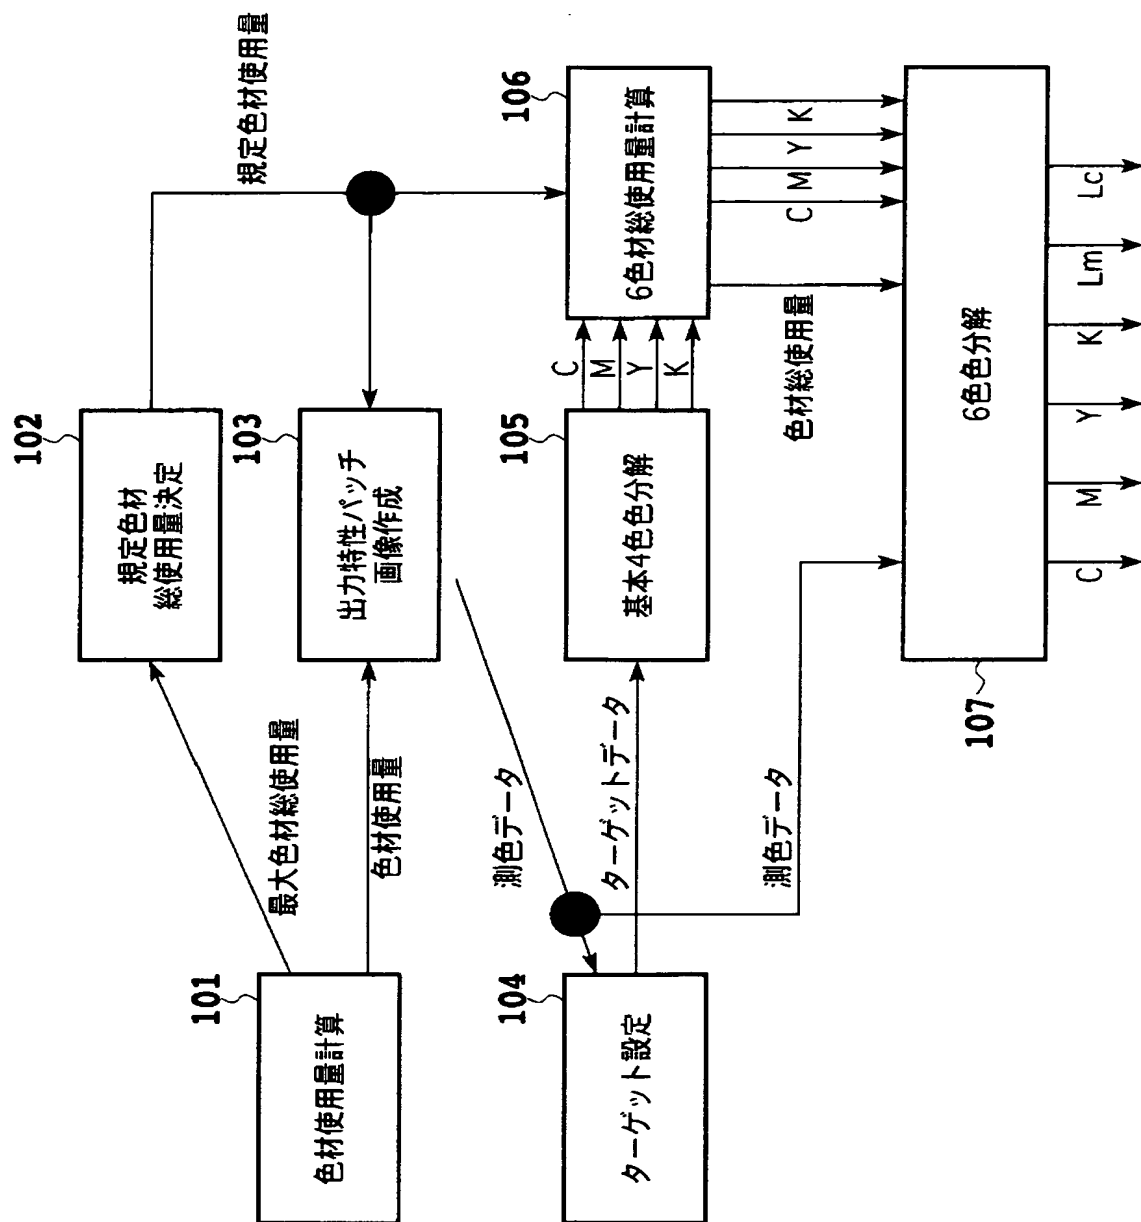 101
色材使用量計算
最大色材総使用量
色材使用量
102
規定色材
総使用量決定
規定色材使用量
103
出力特性パッチ
画像作成
測色データ
104
ターゲット設定
ターゲットデータ
測色データ
105
基本4色色分解
C
M
Y
K
106
6色材総使用量計算
色材総使用量
C
M
Y
K
107
6色色分解
C
M
Y
K
Lm
Lc